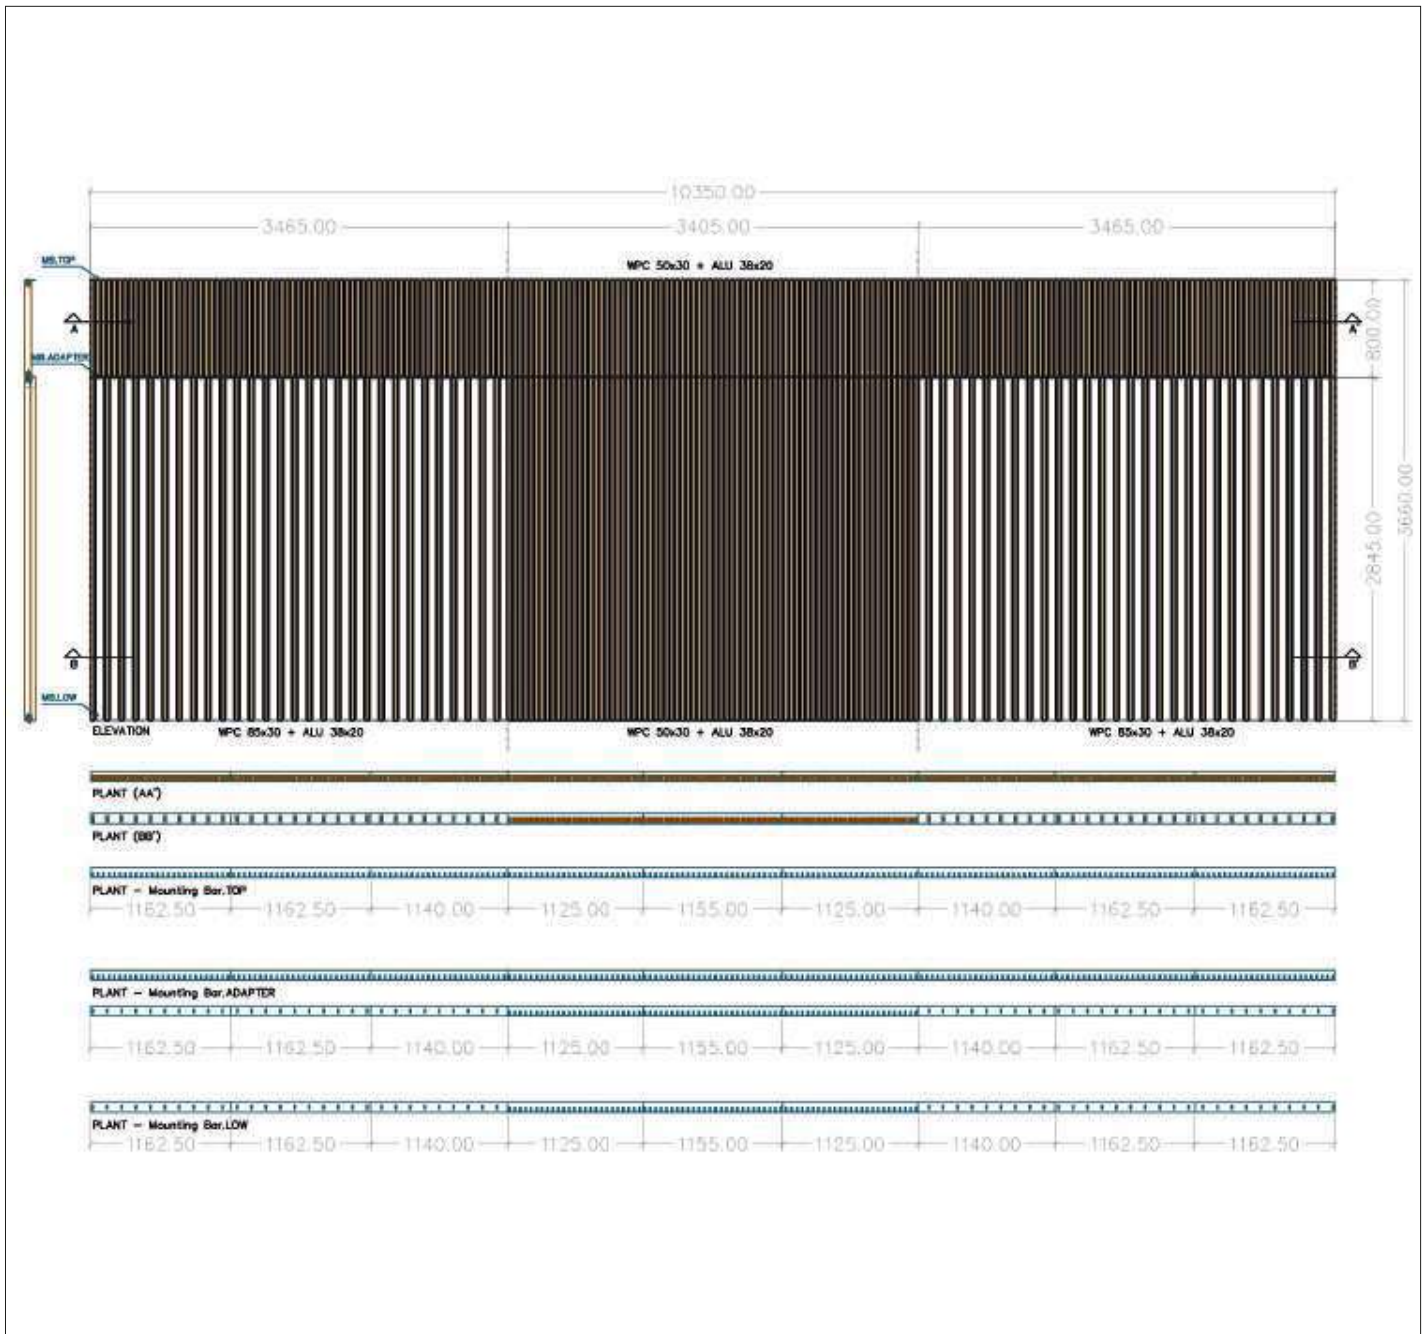 10350.00
3465.00 3405.00 3465.00
MB.TOP
WPC 50x30 + ALU 38x20
A A'
800.00
MB.ADAPTER
2845.00
3660.00
B B'
MB.LOW
ELEVATION WPC 85x30 + ALU 38x20 WPC 50x30 + ALU 38x20 WPC 85x30 + ALU 38x20
PLANT (AA')
PLANT (BB')
PLANT - Mounting Bar.TOP
1162.50 1162.50 1140.00 1125.00 1155.00 1125.00 1140.00 1162.50 1162.50
PLANT - Mounting Bar.ADAPTER
1162.50 1162.50 1140.00 1125.00 1155.00 1125.00 1140.00 1162.50 1162.50
PLANT - Mounting Bar.LOW
1162.50 1162.50 1140.00 1125.00 1155.00 1125.00 1140.00 1162.50 1162.50